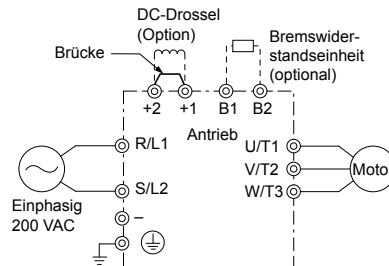 DC-Drossel
(Option)
Brücke
Bremswider-
standseinheit
(optional)
+2
+1
B1
B2
Antrieb
R/L1
S/L2
Einphasig
200 VAC
–
U/T1
V/T2
W/T3
Moto